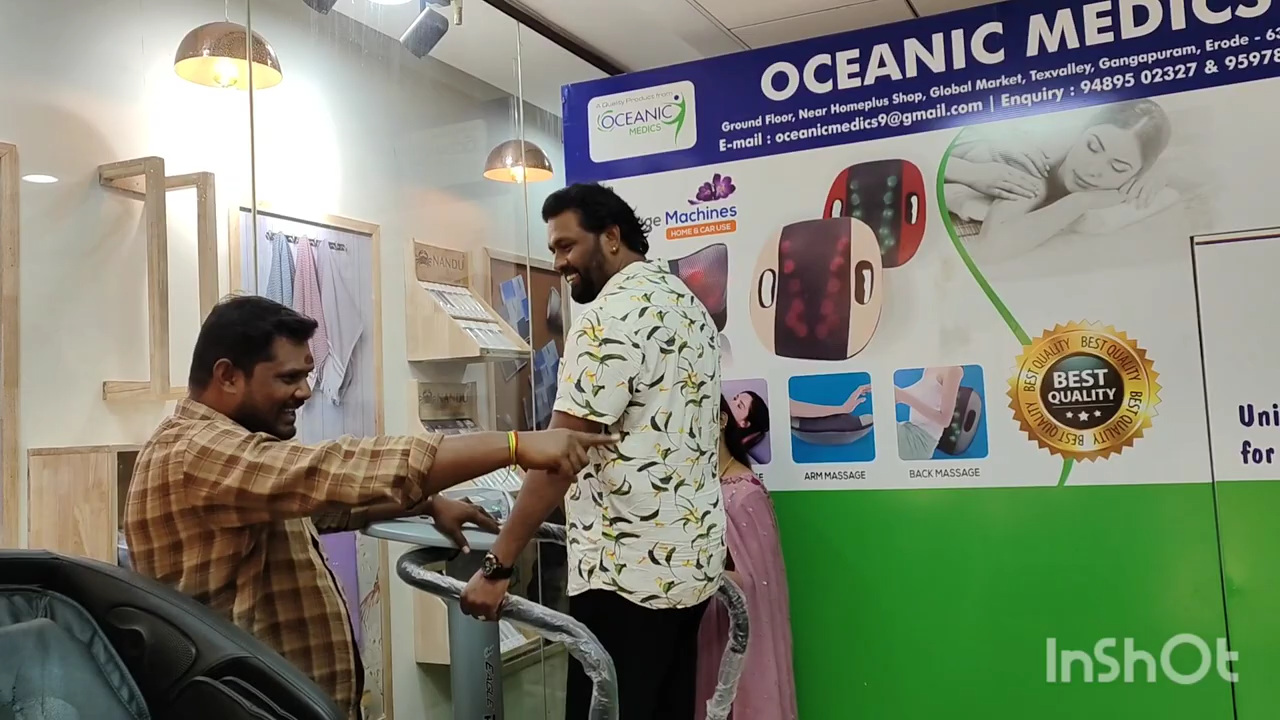 OCEANIC MEDICS
Ground Floor, Near Homeplus Shop, Global Market, Texvalley, Gangapuram, Erode - 63
E-mail : oceanicmedics9@gmail.com | Enquiry : 94895 02327 & 95978
A Quality Product from
OCEANIC
MEDICS
ge Machines
HOME & CAR USE
NANDU
NANDU
BEST QUALITY BEST QUALITY BEST QUALITY BEST QUALITY
BEST
QUALITY
ARM MASSAGE
BACK MASSAGE
Uni
for
EAGLE
InShOt